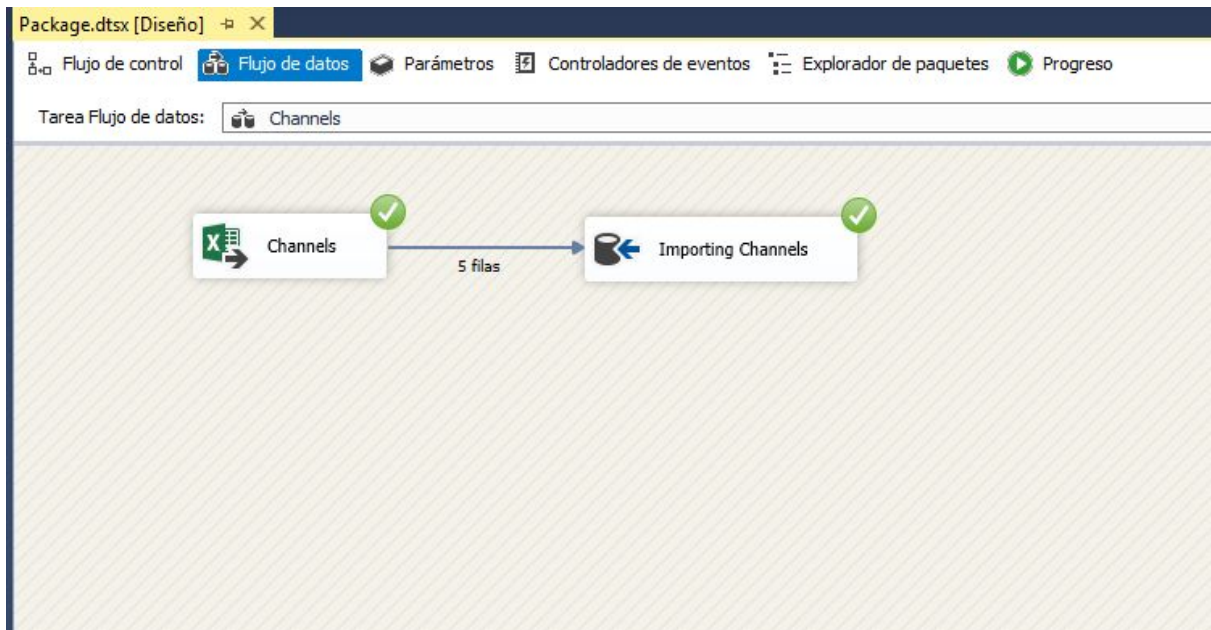 Package.dtsx [Diseño]
Flujo de control Flujo de datos Parámetros Controladores de eventos Explorador de paquetes Progreso
Tarea Flujo de datos: Channels
Channels
5 filas
Importing Channels